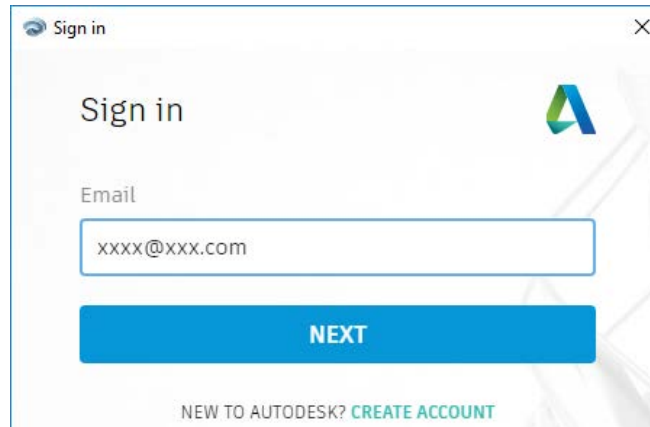 Sign in
Sign in
Email
xxxx@xxx.com
NEXT
NEW TO AUTODESK? CREATE ACCOUNT